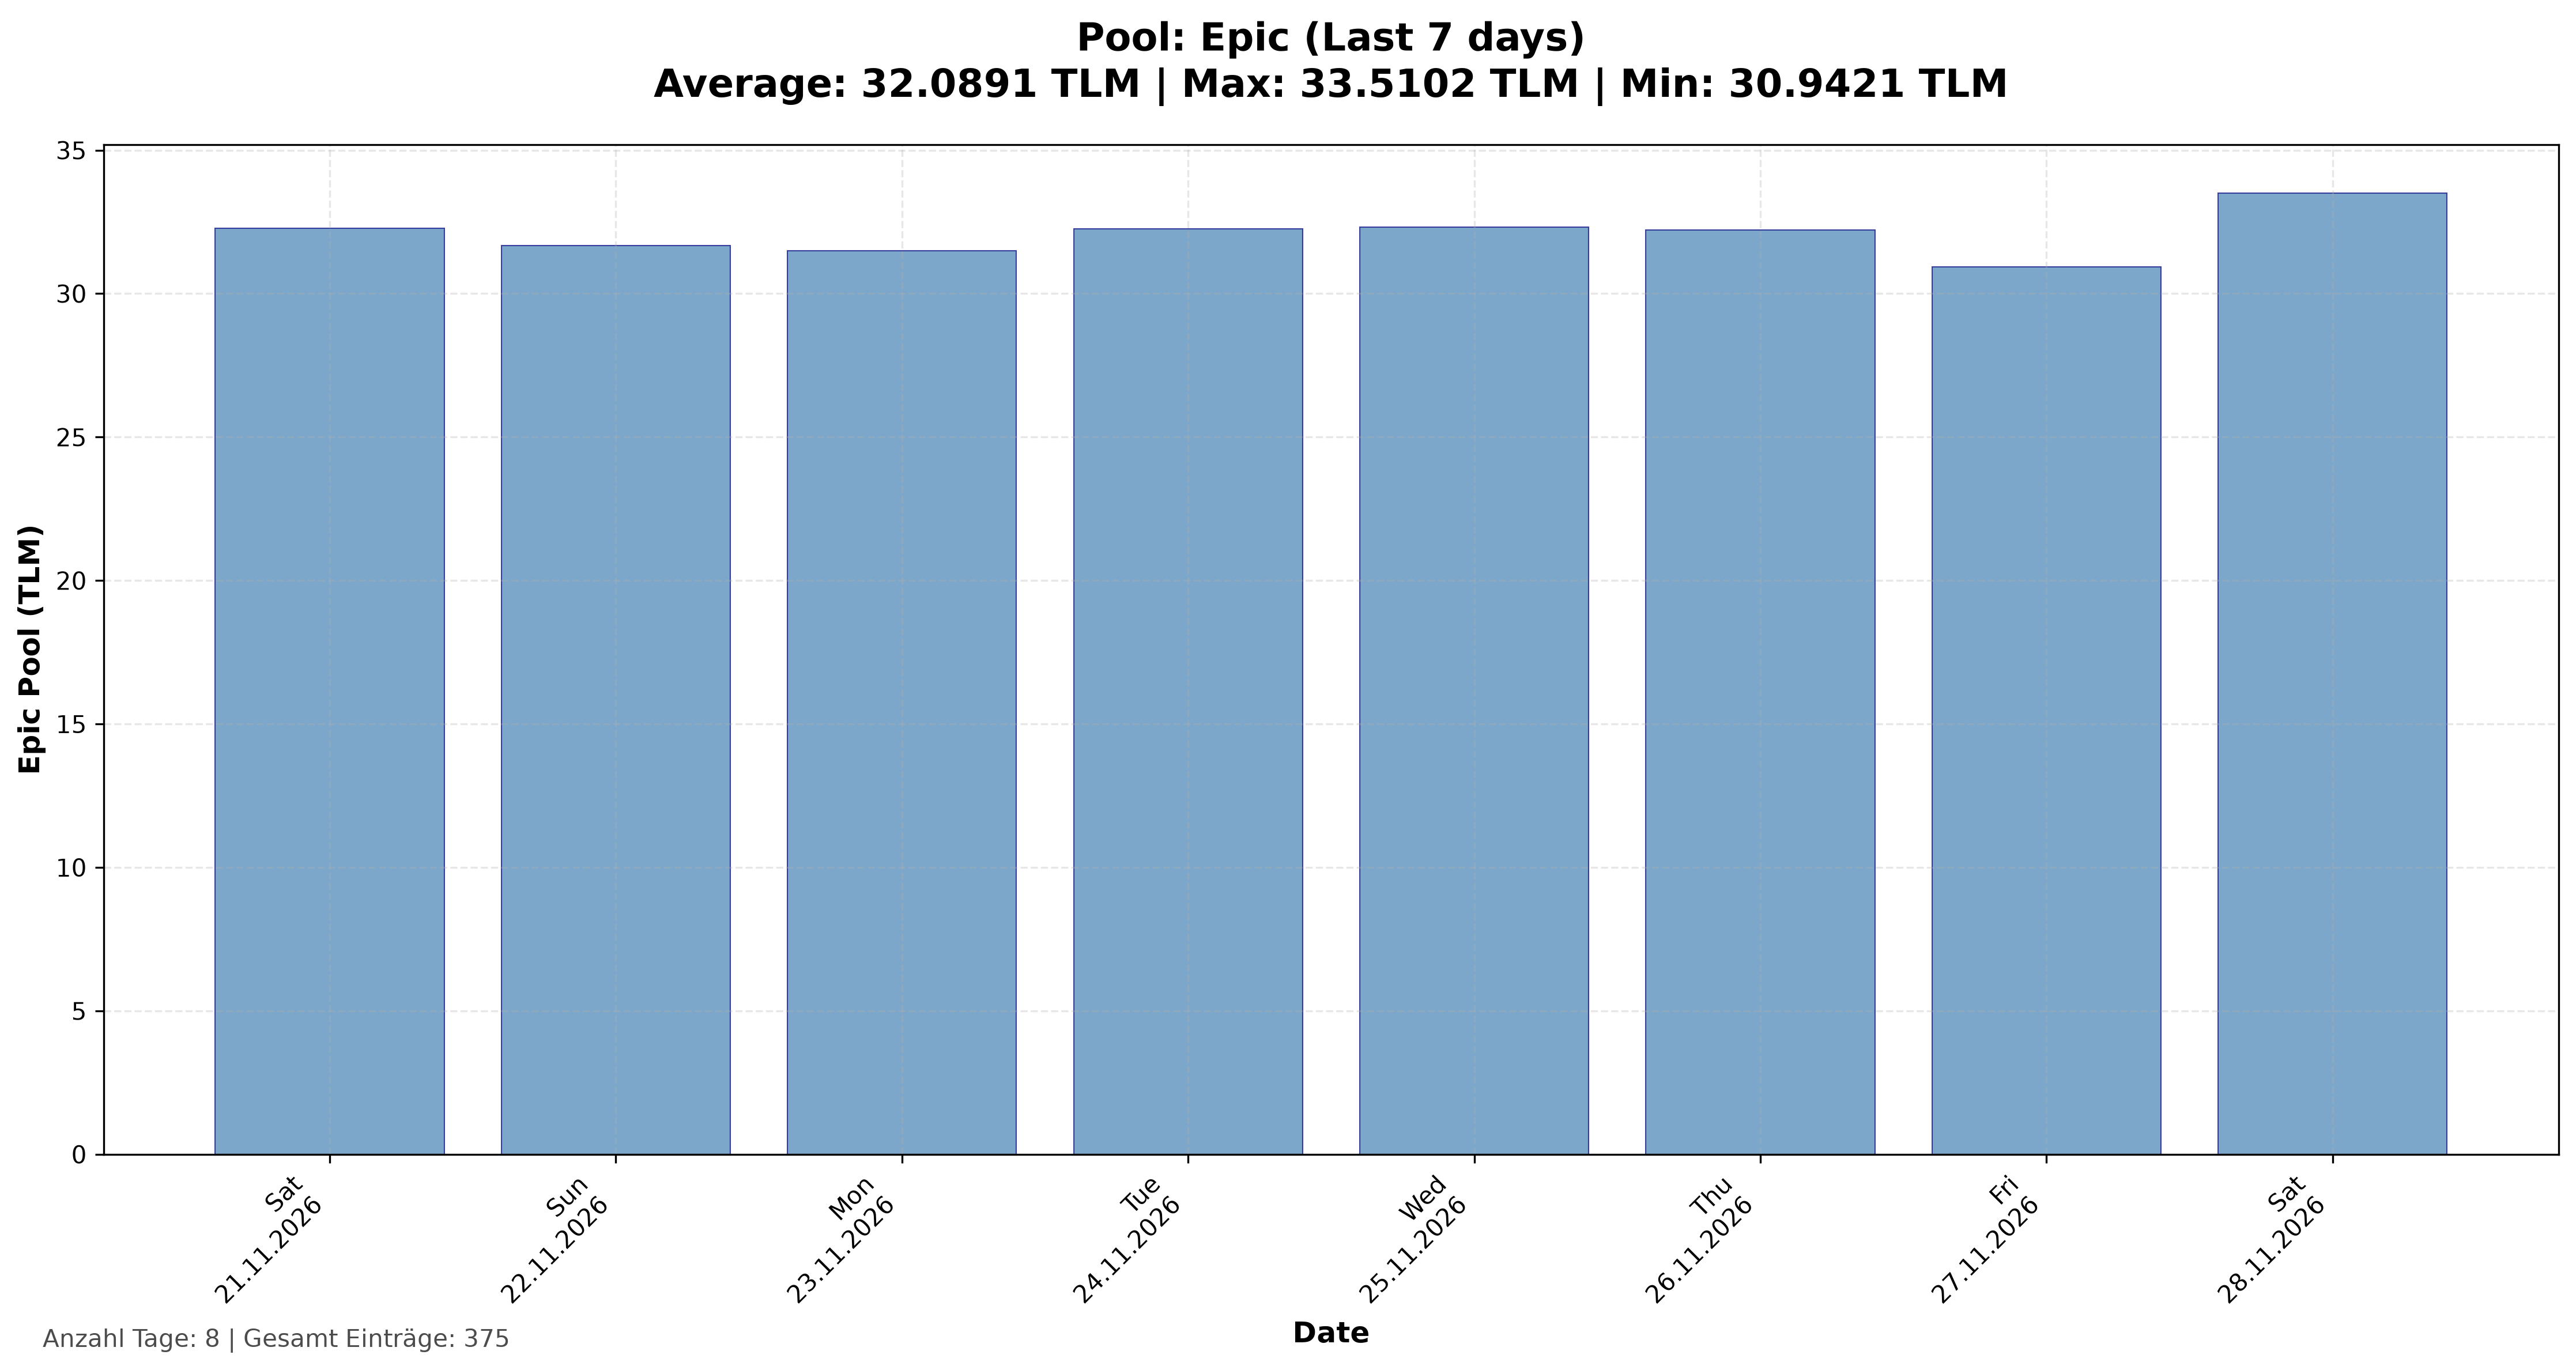 Pool: Epic (Last 7 days)
Average: 32.0891 TLM | Max: 33.5102 TLM | Min: 30.9421 TLM
Epic Pool (TLM)
35
30
25
20
15
10
5
0
Sat
21.11.2026
Sun
22.11.2026
Mon
23.11.2026
Tue
24.11.2026
Wed
25.11.2026
Thu
26.11.2026
Fri
27.11.2026
Sat
28.11.2026
Date
Anzahl Tage: 8 | Gesamt Einträge: 375